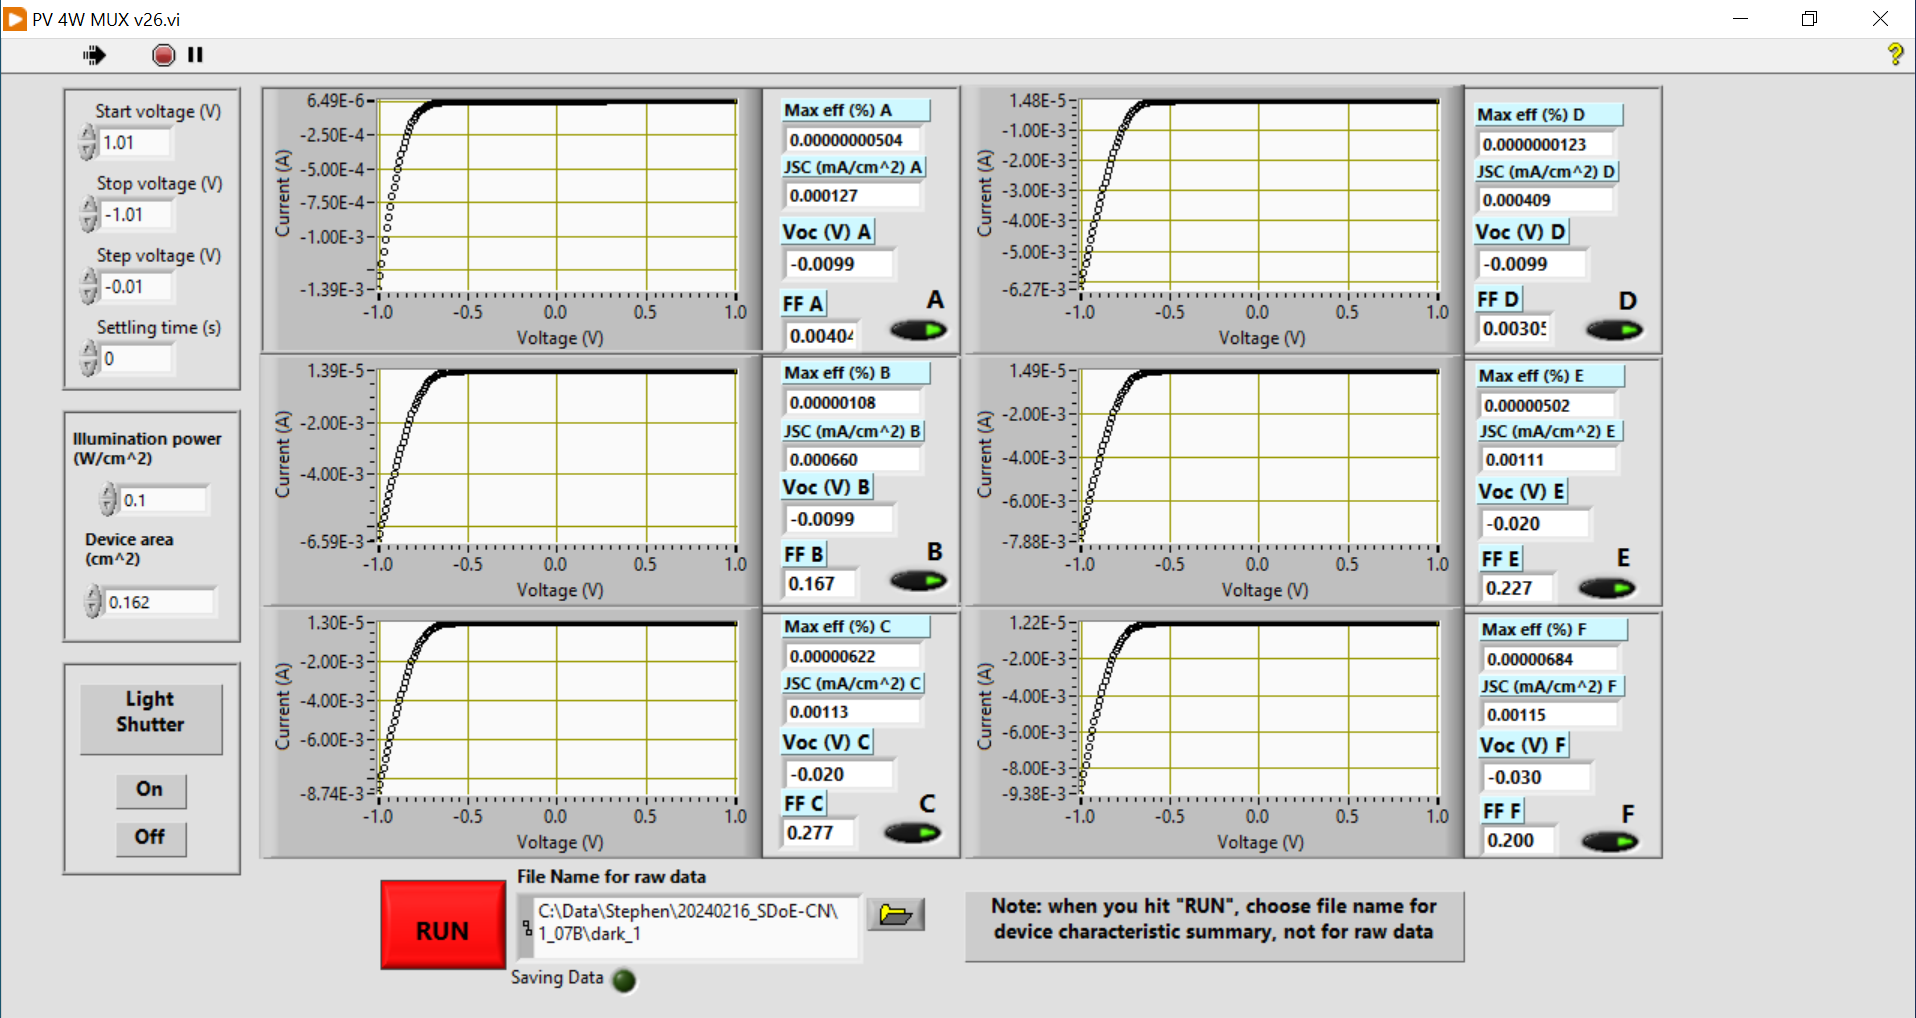 PV 4W MUX v26.vi
Start voltage (V)
1.01
Stop voltage (V)
-1.01
Step voltage (V)
-0.01
Settling time (s)
0
Illumination power
(W/cm^2)
0.1
Device area
(cm^2)
0.162
Light
Shutter
On
Off
Current (A)
6.49E-6
-2.50E-4
-5.00E-4
-7.50E-4
-1.00E-3
-1.39E-3
-1.0 -0.5 0.0 0.5 1.0
Voltage (V)
Max eff (%) A
0.00000000504
JSC (mA/cm^2) A
0.000127
Voc (V) A
-0.0099
FF A
0.00404
A
Current (A)
1.48E-5
-1.00E-3
-2.00E-3
-3.00E-3
-4.00E-3
-5.00E-3
-6.27E-3
-1.0 -0.5 0.0 0.5 1.0
Voltage (V)
Max eff (%) D
0.0000000123
JSC (mA/cm^2) D
0.000409
Voc (V) D
-0.0099
FF D
0.00305
D
Current (A)
1.39E-5
-2.00E-3
-4.00E-3
-6.59E-3
-1.0 -0.5 0.0 0.5 1.0
Voltage (V)
Max eff (%) B
0.00000108
JSC (mA/cm^2) B
0.000660
Voc (V) B
-0.0099
FF B
0.167
B
Current (A)
1.49E-5
-2.00E-3
-4.00E-3
-6.00E-3
-7.88E-3
-1.0 -0.5 0.0 0.5 1.0
Voltage (V)
Max eff (%) E
0.00000502
JSC (mA/cm^2) E
0.00111
Voc (V) E
-0.020
FF E
0.227
E
Current (A)
1.30E-5
-2.00E-3
-4.00E-3
-6.00E-3
-8.74E-3
-1.0 -0.5 0.0 0.5 1.0
Voltage (V)
Max eff (%) C
0.00000622
JSC (mA/cm^2) C
0.00113
Voc (V) C
-0.020
FF C
0.277
C
Current (A)
1.22E-5
-2.00E-3
-4.00E-3
-6.00E-3
-8.00E-3
-9.38E-3
-1.0 -0.5 0.0 0.5 1.0
Voltage (V)
Max eff (%) F
0.00000684
JSC (mA/cm^2) F
0.00115
Voc (V) F
-0.030
FF F
0.200
F
RUN
File Name for raw data
C:\Data\Stephen\20240216_SDoE-CN\
1_07B\dark_1
Saving Data
Note: when you hit "RUN", choose file name for
device characteristic summary, not for raw data